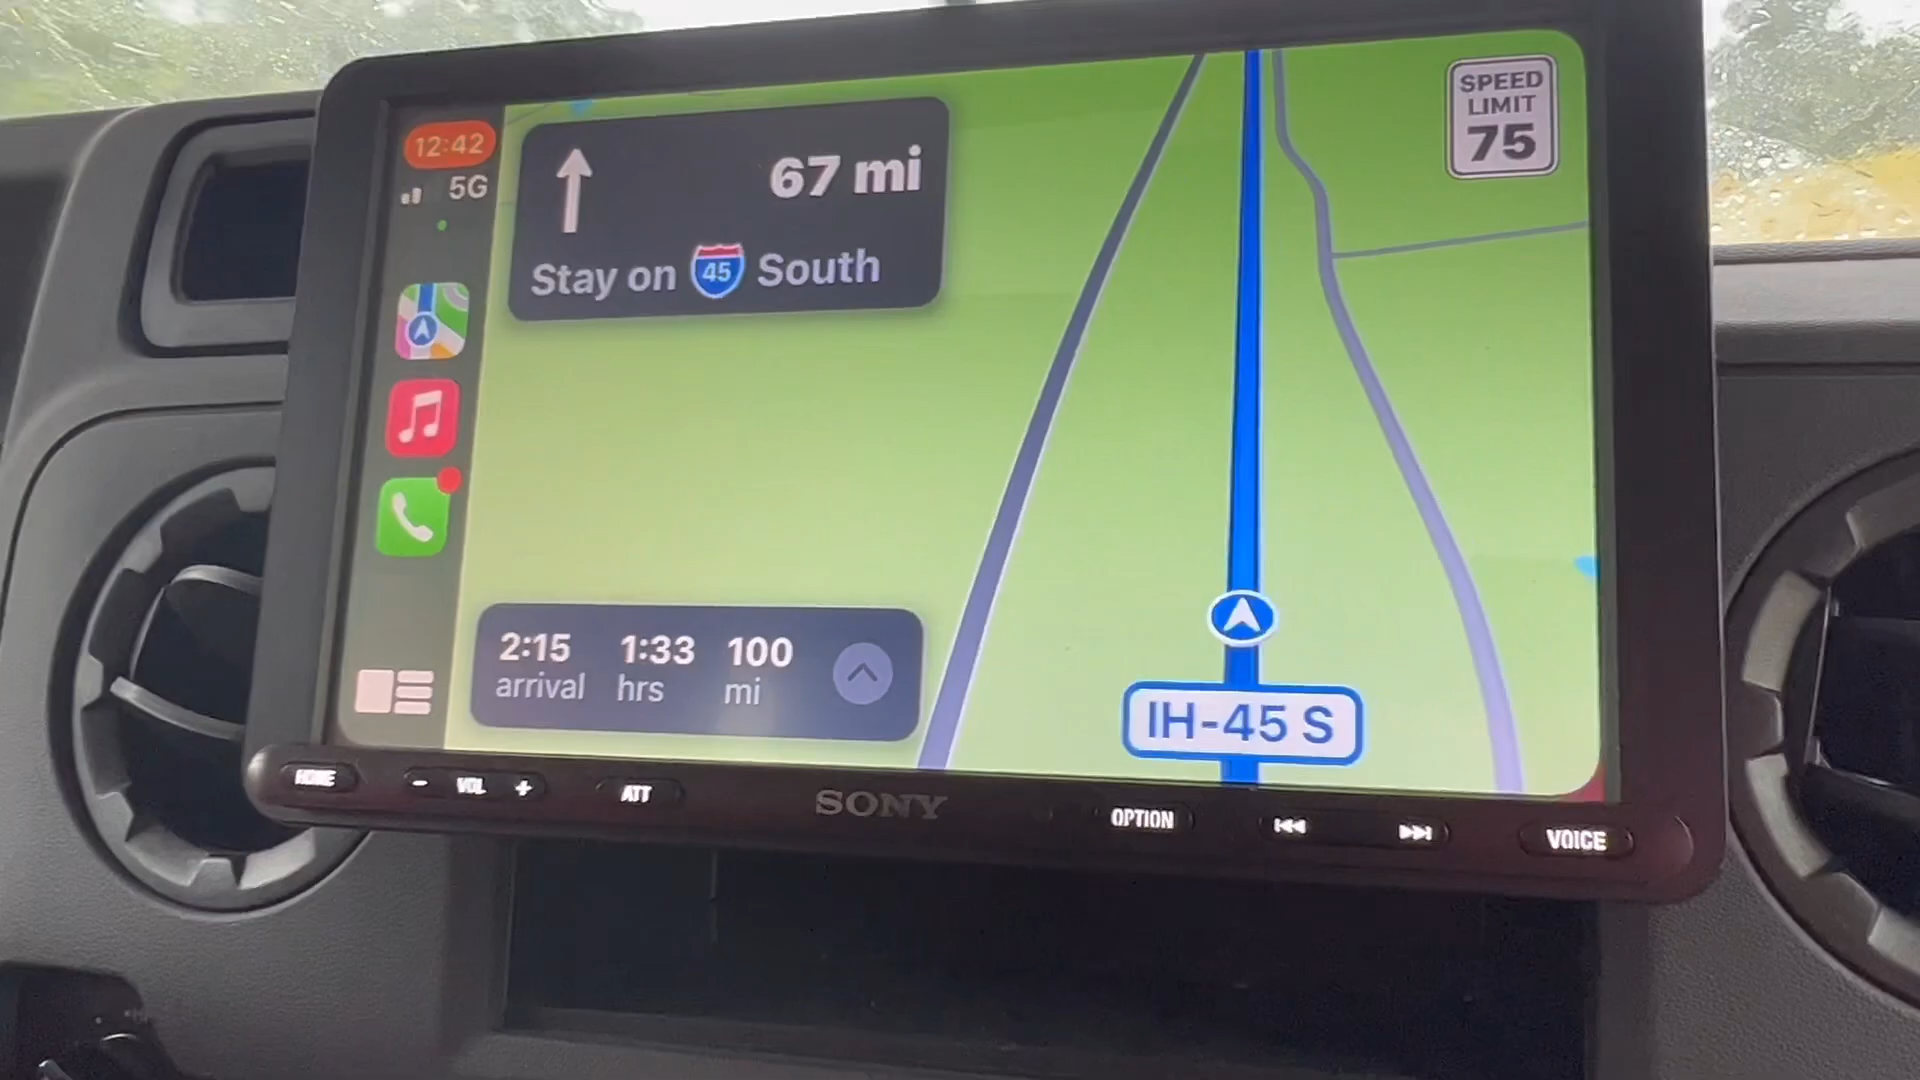 12:42
5G
67 mi
Stay on 45 South
SPEED
LIMIT
75
2:15 1:33 100
arrival hrs mi
IH-45 S
HOME - VOL + ATT SONY OPTION VOICE